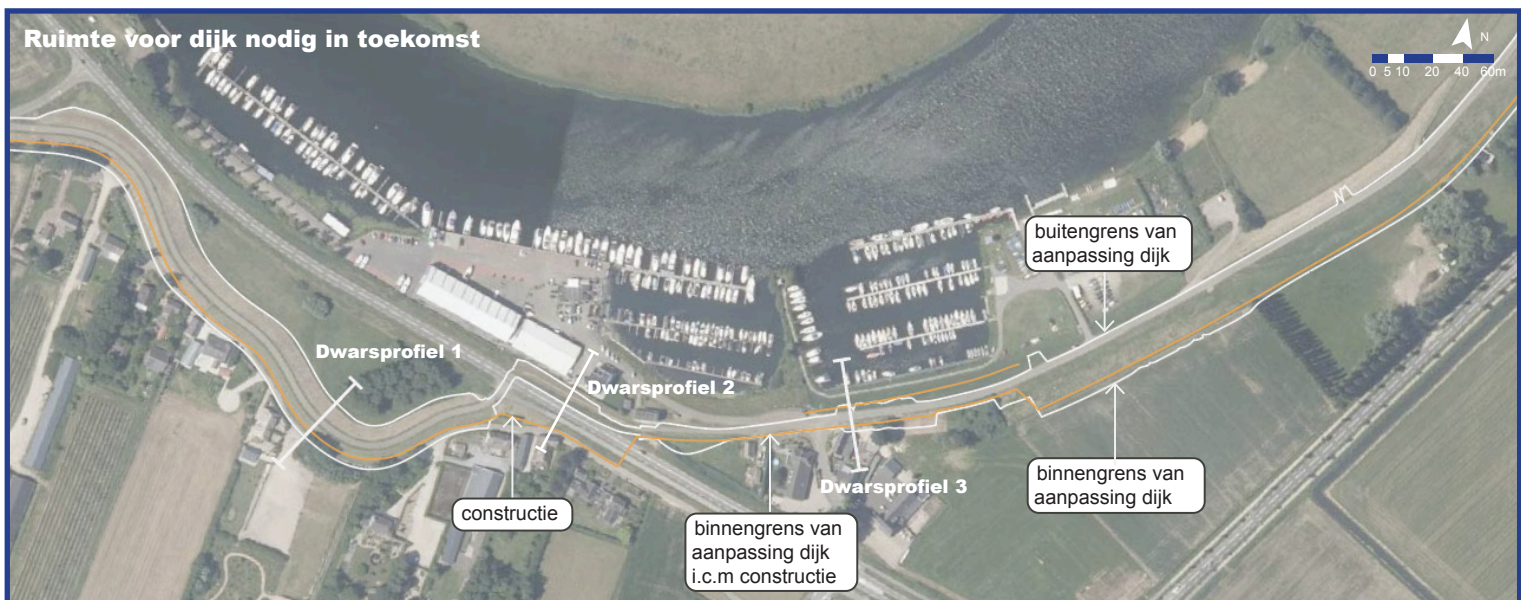 Ruimte voor dijk nodig in toekomst
N
0 5 10 20 40 60m
buitengrens van
aanpassing dijk
Dwarsprofiel 1
Dwarsprofiel 2
Dwarsprofiel 3
binnengrens van
aanpassing dijk
constructie
binnengrens van
aanpassing dijk
i.c.m constructie